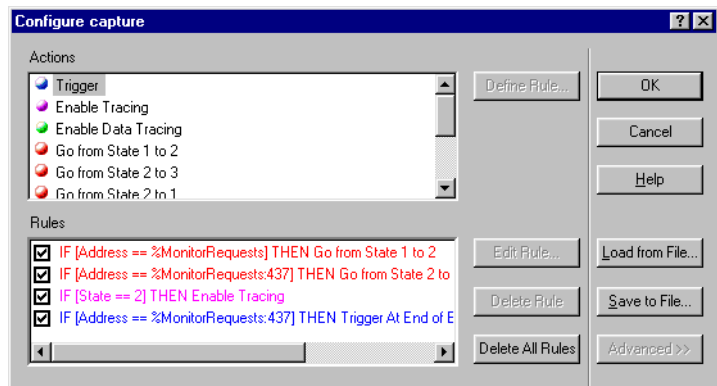 Configure capture
Actions
Trigger
Enable Tracing
Enable Data Tracing
Go from State 1 to 2
Go from State 2 to 3
Go from State 2 to 1
Define Rule...
OK
Cancel
Help
Rules
IF [Address == %MonitorRequests] THEN Go from State 1 to 2
IF [Address == %MonitorRequests:437] THEN Go from State 2 to
IF [State == 2] THEN Enable Tracing
IF [Address == %MonitorRequests:437] THEN Trigger At End of E
Edit Rule...
Delete Rule
Delete All Rules
Load from File...
Save to File...
Advanced >>